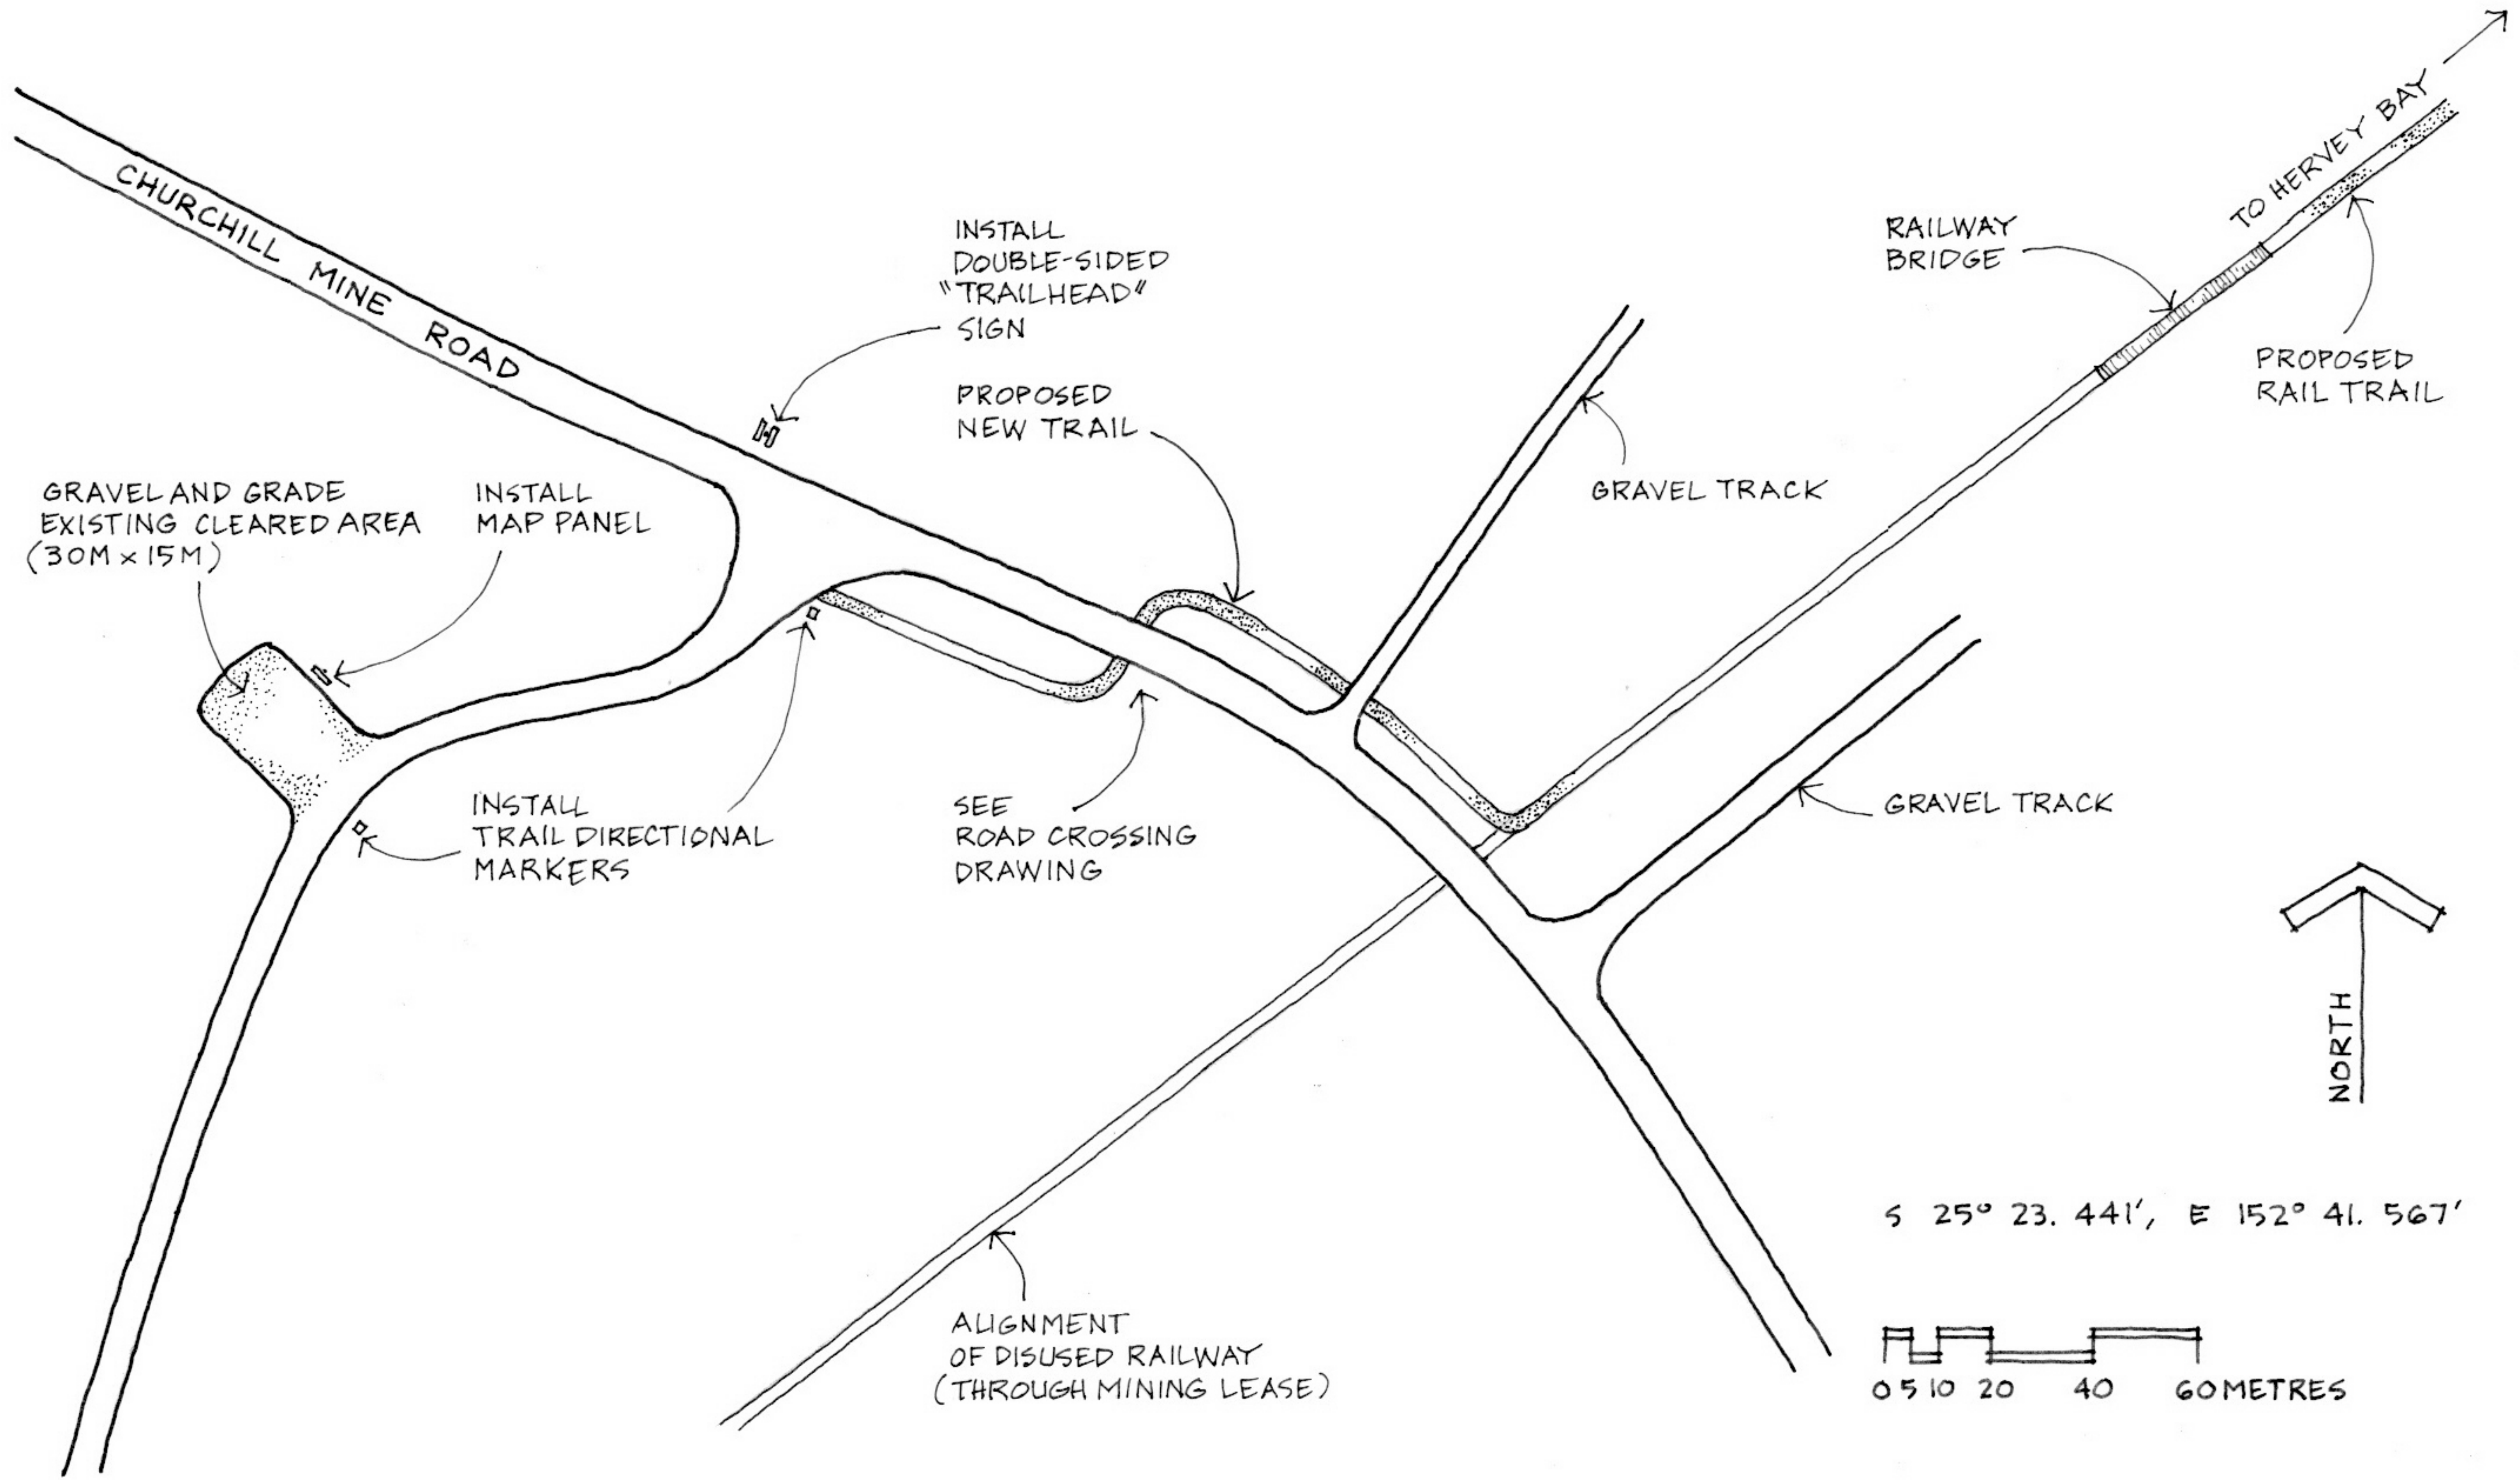 TO HERVEY BAY
CHURCHILL MINE ROAD
INSTALL
DOUBLE-SIDED
"TRAILHEAD"
SIGN
RAILWAY
BRIDGE
PROPOSED
RAIL TRAIL
PROPOSED
NEW TRAIL
GRAVEL TRACK
GRAVEL AND GRADE
EXISTING CLEARED AREA
(30M x 15M)
INSTALL
MAP PANEL
INSTALL
TRAIL DIRECTIONAL
MARKERS
SEE
ROAD CROSSING
DRAWING
GRAVEL TRACK
NORTH
S 25° 23. 441', E 152° 41. 567'
ALIGNMENT
OF DISUSED RAILWAY
(THROUGH MINING LEASE)
0 5 10 20 40 60 METRES